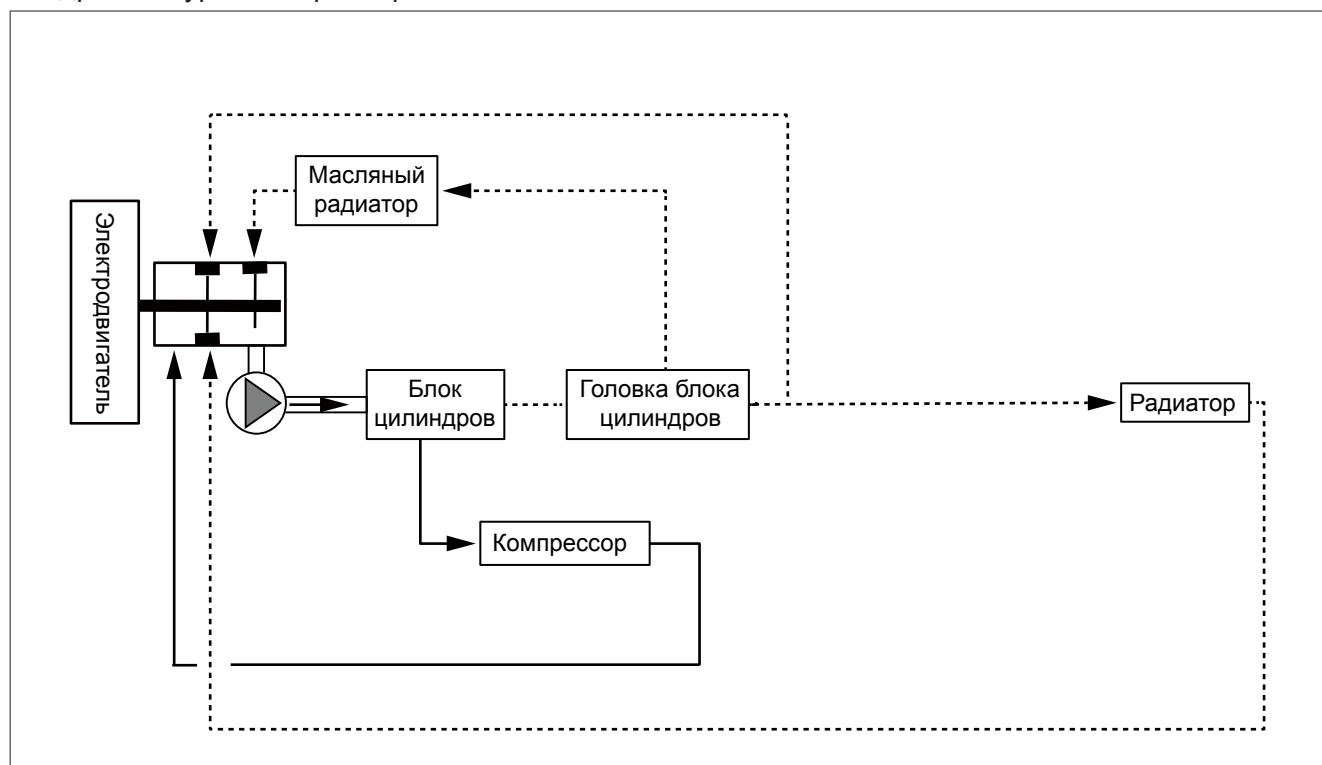 Масляный
радиатор
Электродвигатель
Блок
цилиндров
Головка блока
цилиндров
Радиатор
Компрессор